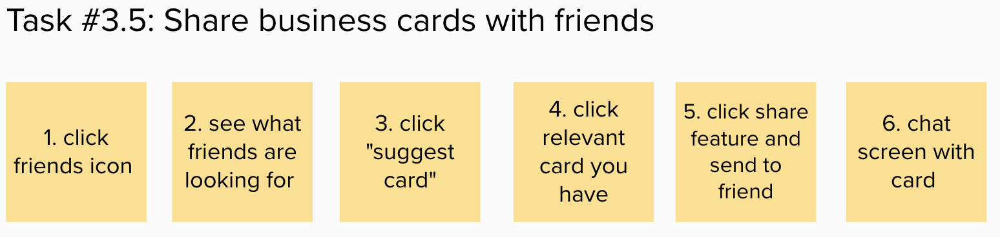 Task #3.5: Share business cards with friends
1. click
friends icon
2. see what
friends are
looking for
3. click
"suggest
card"
4. click
relevant
card you
have
5. click share
feature and
send to
friend
6. chat
screen with
card